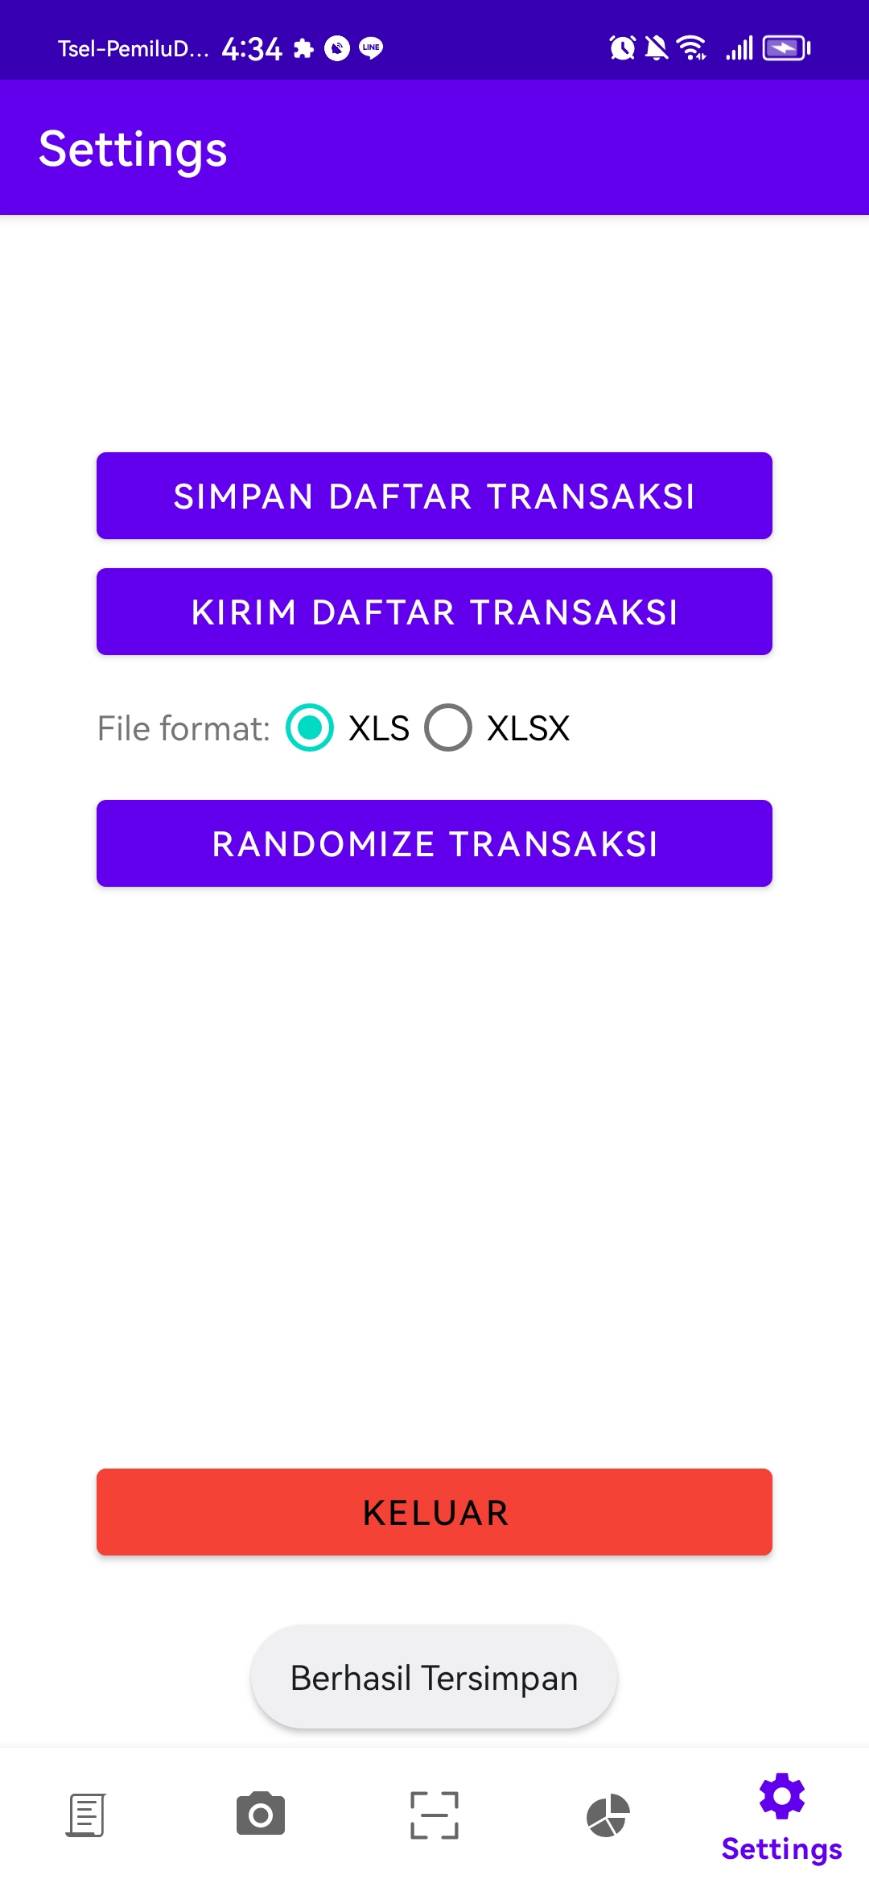 Tsel-PemiluD... 4:34 LINE
Settings
SIMPAN DAFTAR TRANSAKSI
KIRIM DAFTAR TRANSAKSI
File format: XLS XLSX
RANDOMIZE TRANSAKSI
KELUAR
Berhasil Tersimpan
Settings